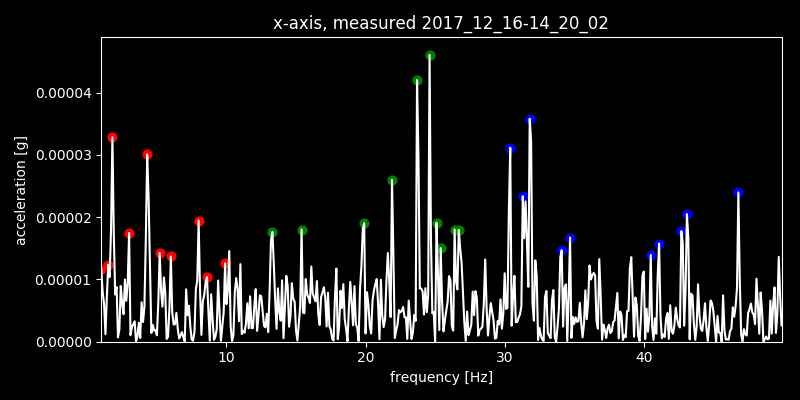 x-axis, measured 2017_12_16-14_20_02
acceleration [g]
0.00004
0.00003
0.00002
0.00001
0.00000
10 20 30 40
frequency [Hz]